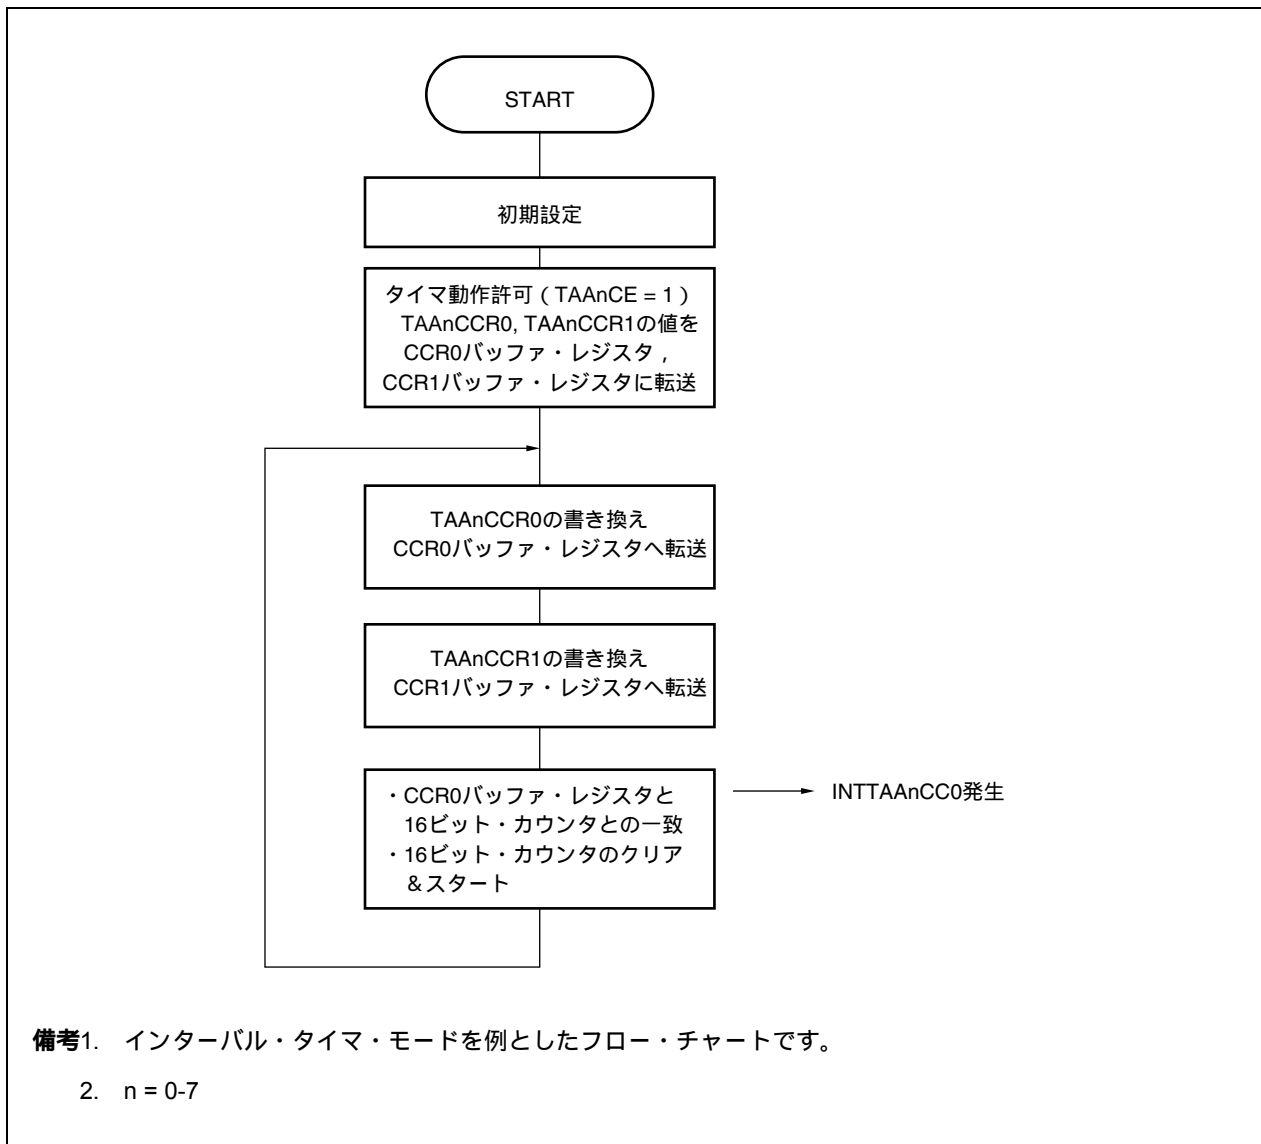 START
初期設定
タイマ動作許可（TAAnCE = 1）
TAAnCCR0, TAAnCCR1の値を
CCR0バッファ・レジスタ，
CCR1バッファ・レジスタに転送
TAAnCCR0の書き換え
CCR0バッファ・レジスタへ転送
TAAnCCR1の書き換え
CCR1バッファ・レジスタへ転送
・CCR0バッファ・レジスタと
16ビット・カウンタとの一致
・16ビット・カウンタのクリア
＆スタート
INTTAAnCC0発生
備考1. インターバル・タイマ・モードを例としたフロー・チャートです。
2. n = 0-7